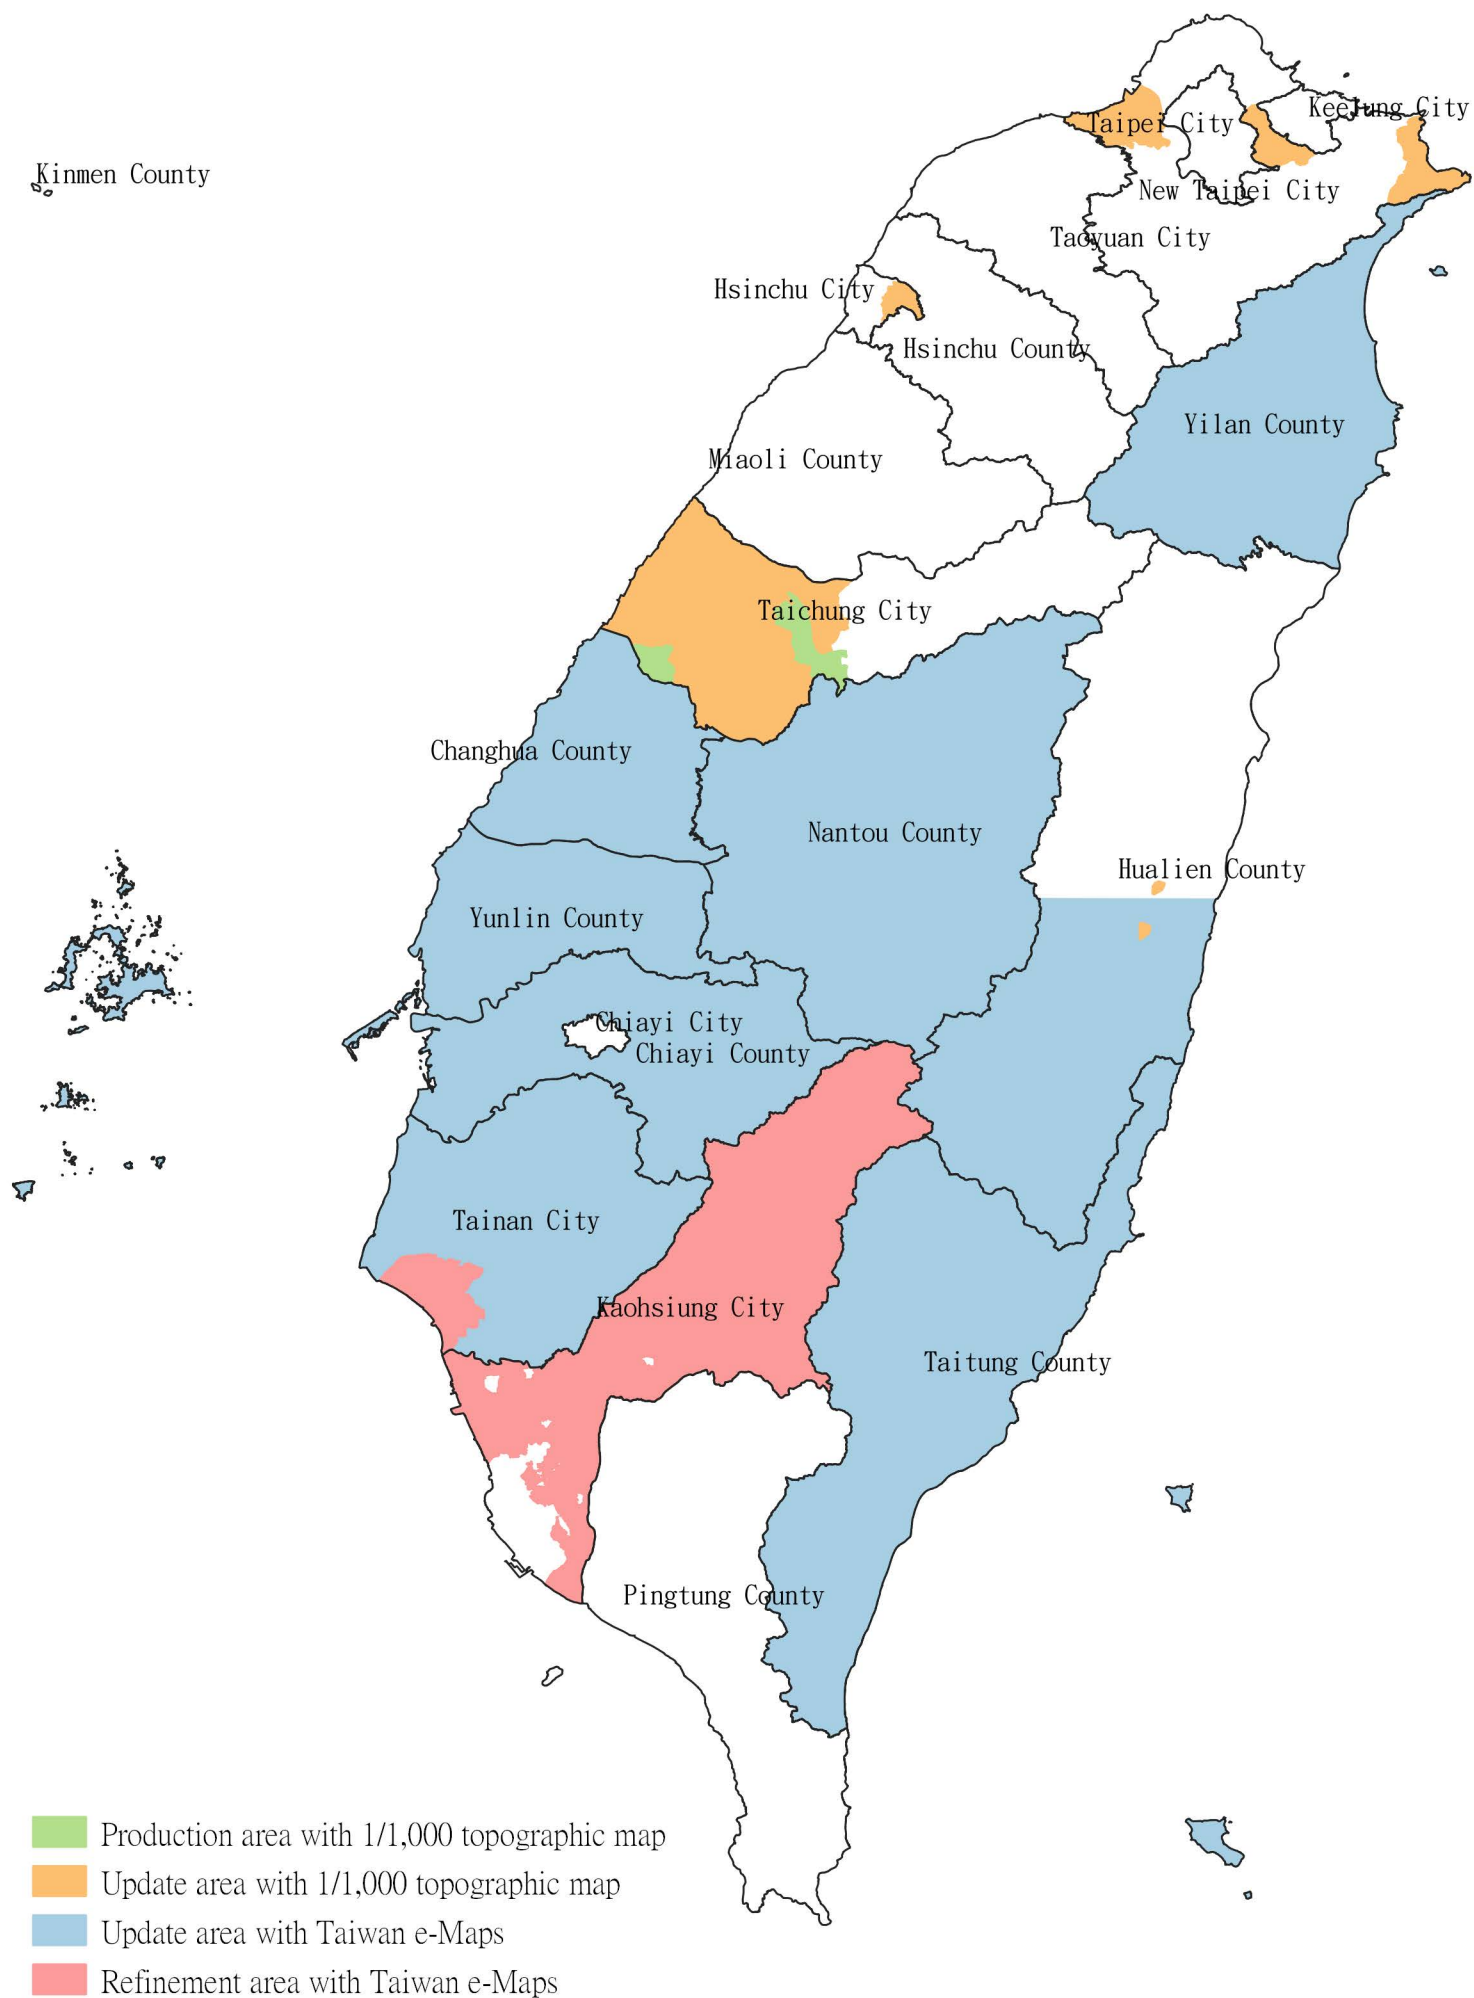 Keelung City
Taipei City
Kinmen County
New Taipei City
Taoyuan City
Hsinchu City
Hsinchu County
Yilan County
Miaoli County
Taichung City
Changhua County
Nantou County
Hualien County
Yunlin County
Chiayi City
Chiayi County
Tainan City
Kaohsiung City
Taitung County
Pingtung County
Production area with 1/1,000 topographic map
Update area with 1/1,000 topographic map
Update area with Taiwan e-Maps
Refinement area with Taiwan e-Maps